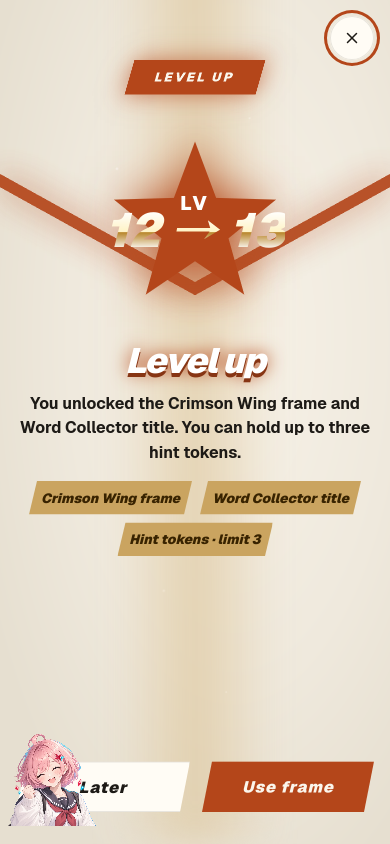 LEVEL UP
LV
12 → 13
Level up
You unlocked the Crimson Wing frame and
Word Collector title. You can hold up to three
hint tokens.
Crimson Wing frame
Word Collector title
Hint tokens · limit 3
Later
Use frame